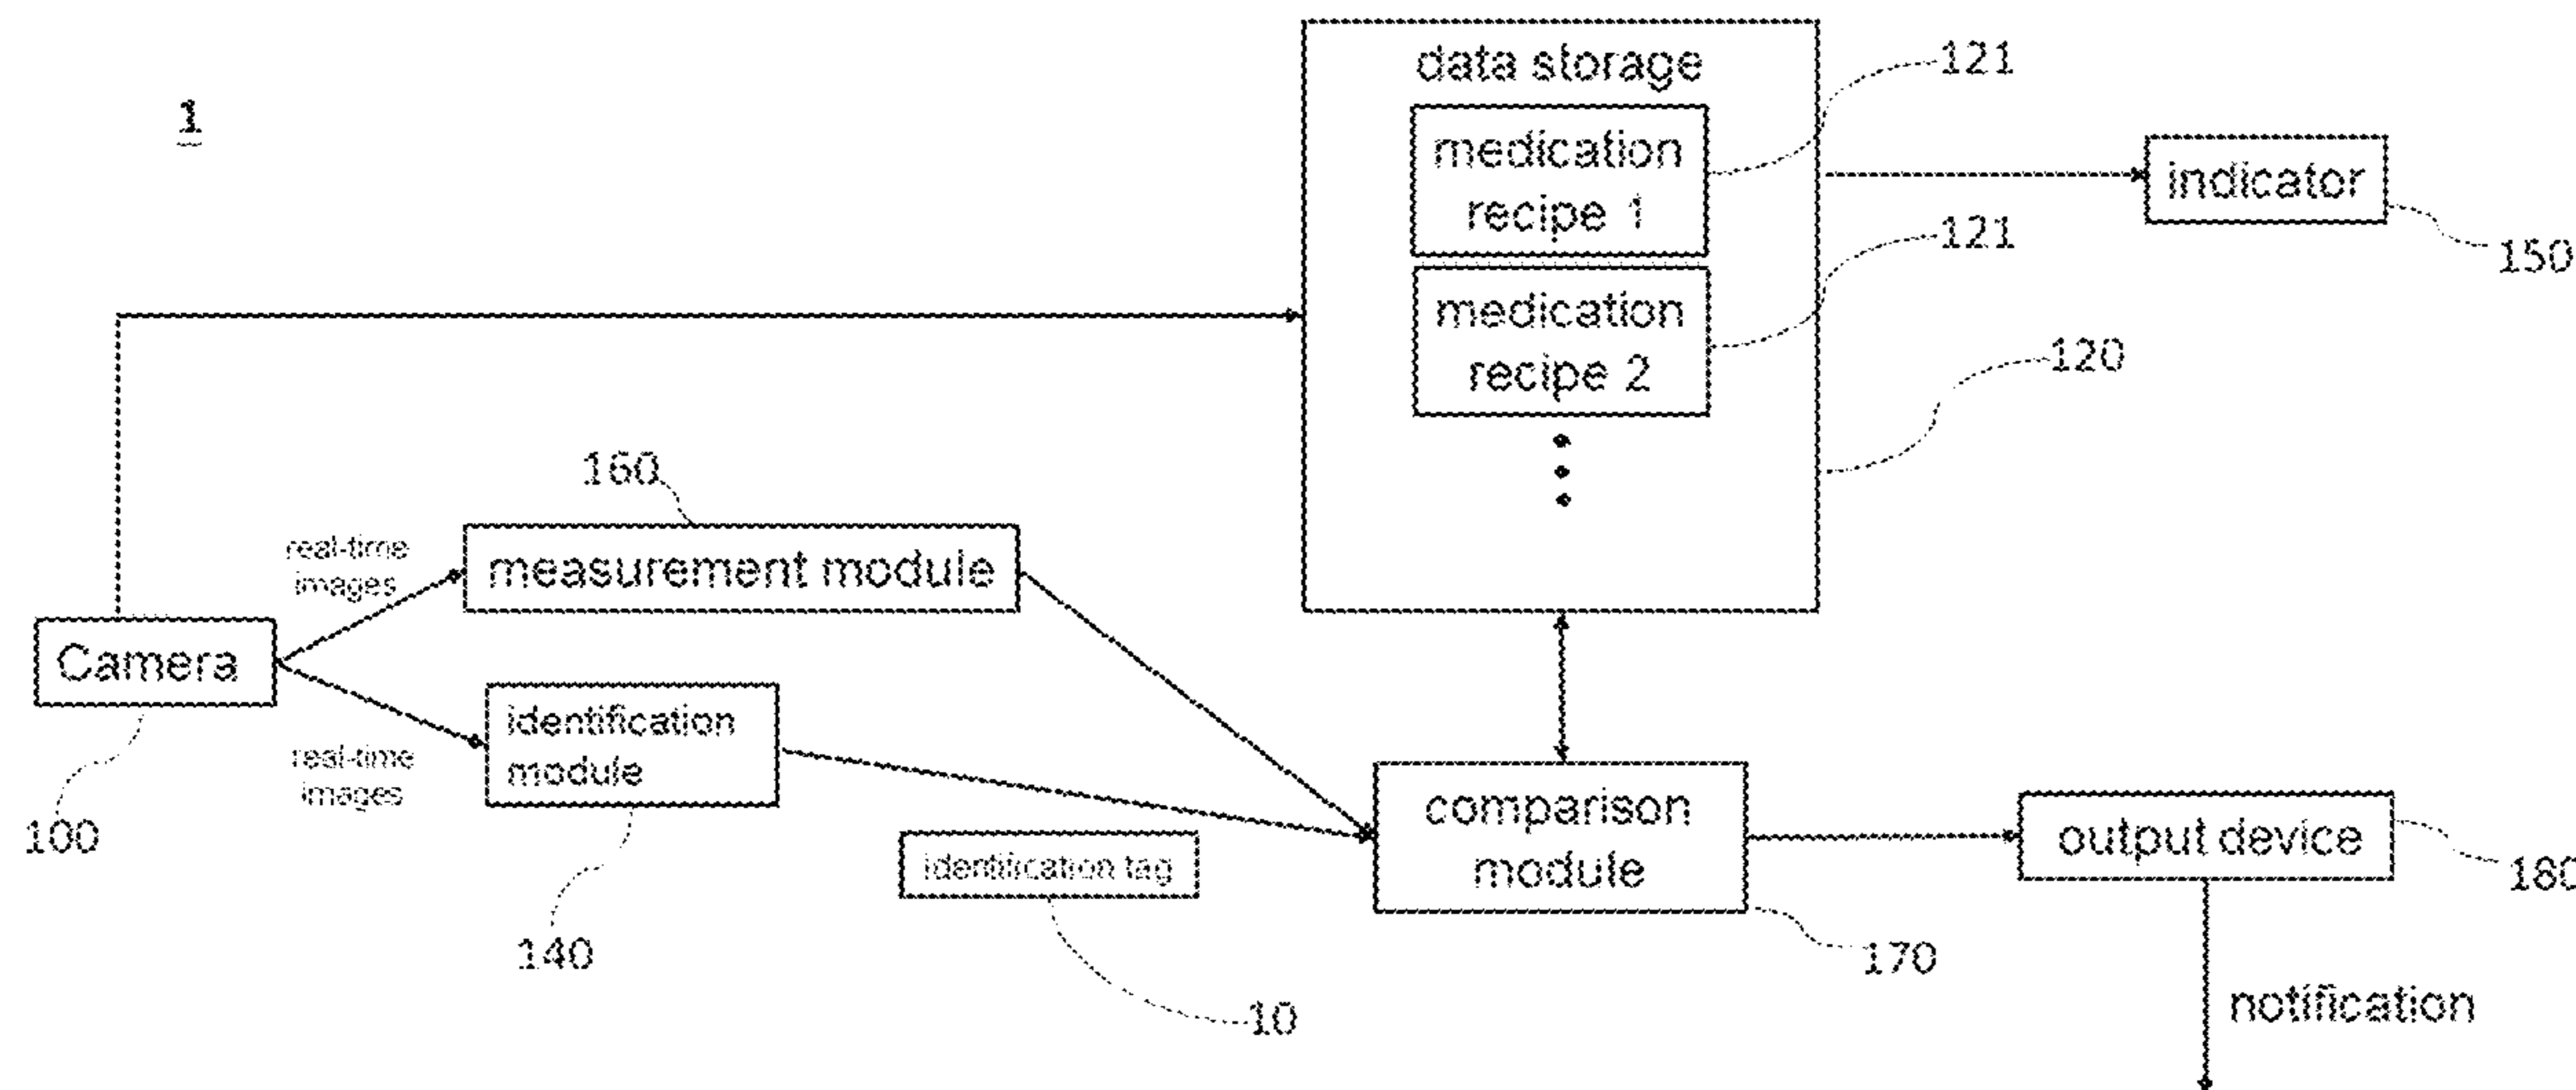 1
data storage
121
medication
recipe 1
indicator
150
121
medication
recipe 2
120
160
real-time
images
measurement module
Camera
100
identification
module
real-time
images
140
identification tag
10
comparison
module
170
output device
180
notification